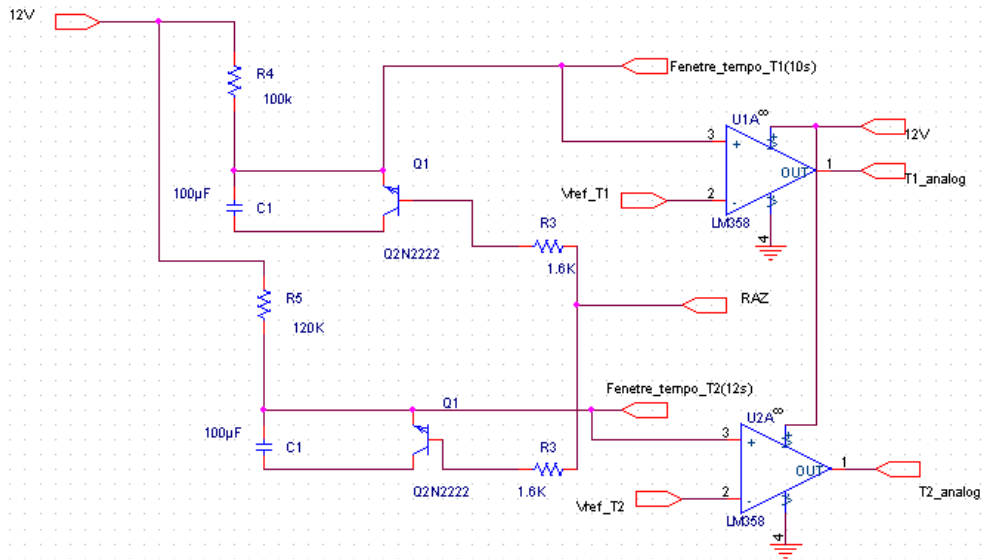 12V
R4
100k
Fenetre_tempo_T1(10s)
U1A
∞
3
+
12V
Q1
OUT
1
T1_analog
100µF
C1
Vref_T1
2
-
LM358
4
R3
Q2N2222
1.6K
R5
RAZ
120K
Fenetre_tempo_T2(12s)
Q1
U2A
∞
100µF
C1
3
+
R3
OUT
1
Q2N2222
1.6K
Vref_T2
2
-
T2_analog
LM358
4